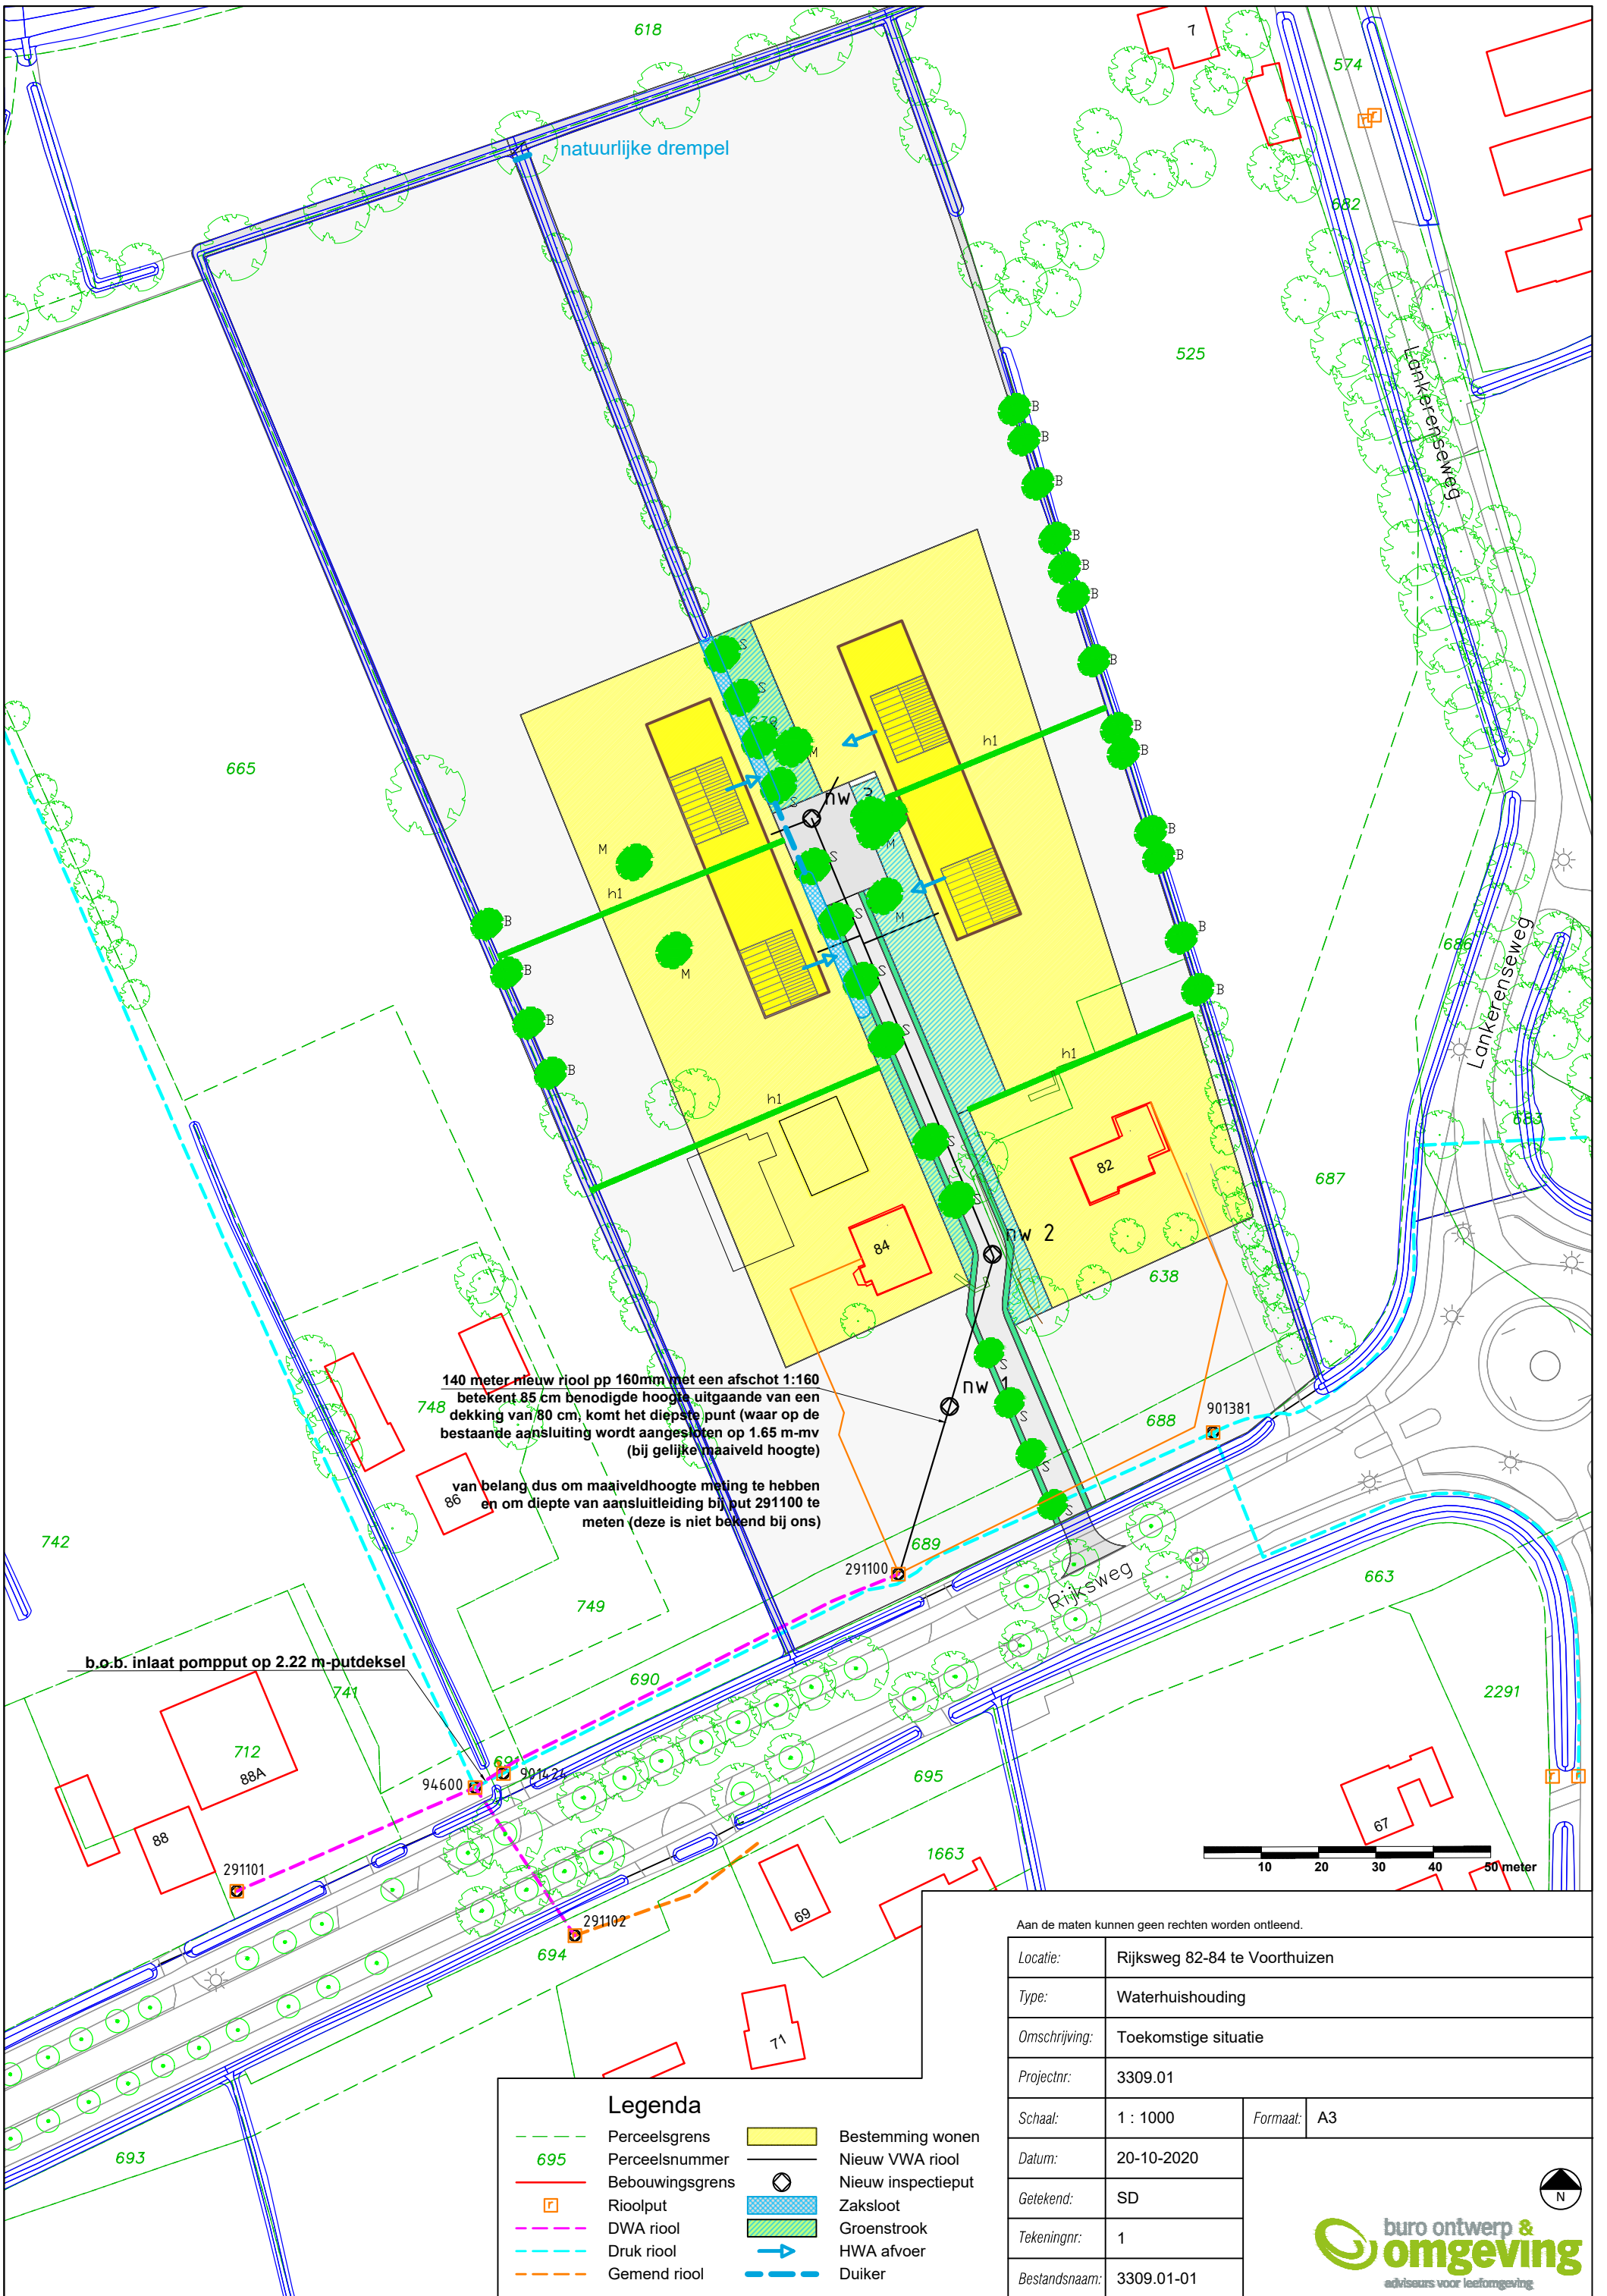 618
7
574
natuurlijke drempel
682
525
Lankerenseweg
B
B
B
B
B
B
B
S
S
639
M
h1
B
B
665
S
nw 3
M
B
B
M
h1
S
B
M
S
M
B
686
Lankerenseweg
B
S
B
B
B
S
h1
h1
683
S
82
687
S
nw 2
84
S
638
140 meter nieuw riool pp 160mm met een afschot 1:160
betekent 85 cm benodigde hoogte uitgaande van een
dekking van 80 cm, komt het diepste punt (waar op de
bestaande aansluiting wordt aangesloten op 1.65 m-mv
(bij gelijke maaiveld hoogte)
S
nw 1
S
748
688
901381
S
86
van belang dus om maaiveldhoogte meting te hebben
en om diepte van aansluitleiding bij put 291100 te
meten (deze is niet bekend bij ons)
S
742
689
291100
Rijksweg
663
749
b.o.b. inlaat pompput op 2.22 m-putdeksel
690
741
2291
712
88A
691
94600
901424
695
88
67
1663
10 20 30 40 50 meter
291101
69
291102
694
71
693
Aan de maten kunnen geen rechten worden ontleend.
Locatie: Rijksweg 82-84 te Voorthuizen
Type: Waterhuishouding
Omschrijving: Toekomstige situatie
Projectnr: 3309.01
Schaal: 1 : 1000 Formaat: A3
Datum: 20-10-2020
Getekend: SD
Tekeningnr: 1
Bestandsnaam: 3309.01-01
N
buro ontwerp &
omgeving
adviseurs voor leefomgeving
Legenda
Perceelsgrens
695 Perceelsnummer
Bebouwingsgrens
r Rioolput
DWA riool
Druk riool
Gemend riool
Bestemming wonen
Nieuw VWA riool
Nieuw inspectieput
Zaksloot
Groenstrook
HWA afvoer
Duiker